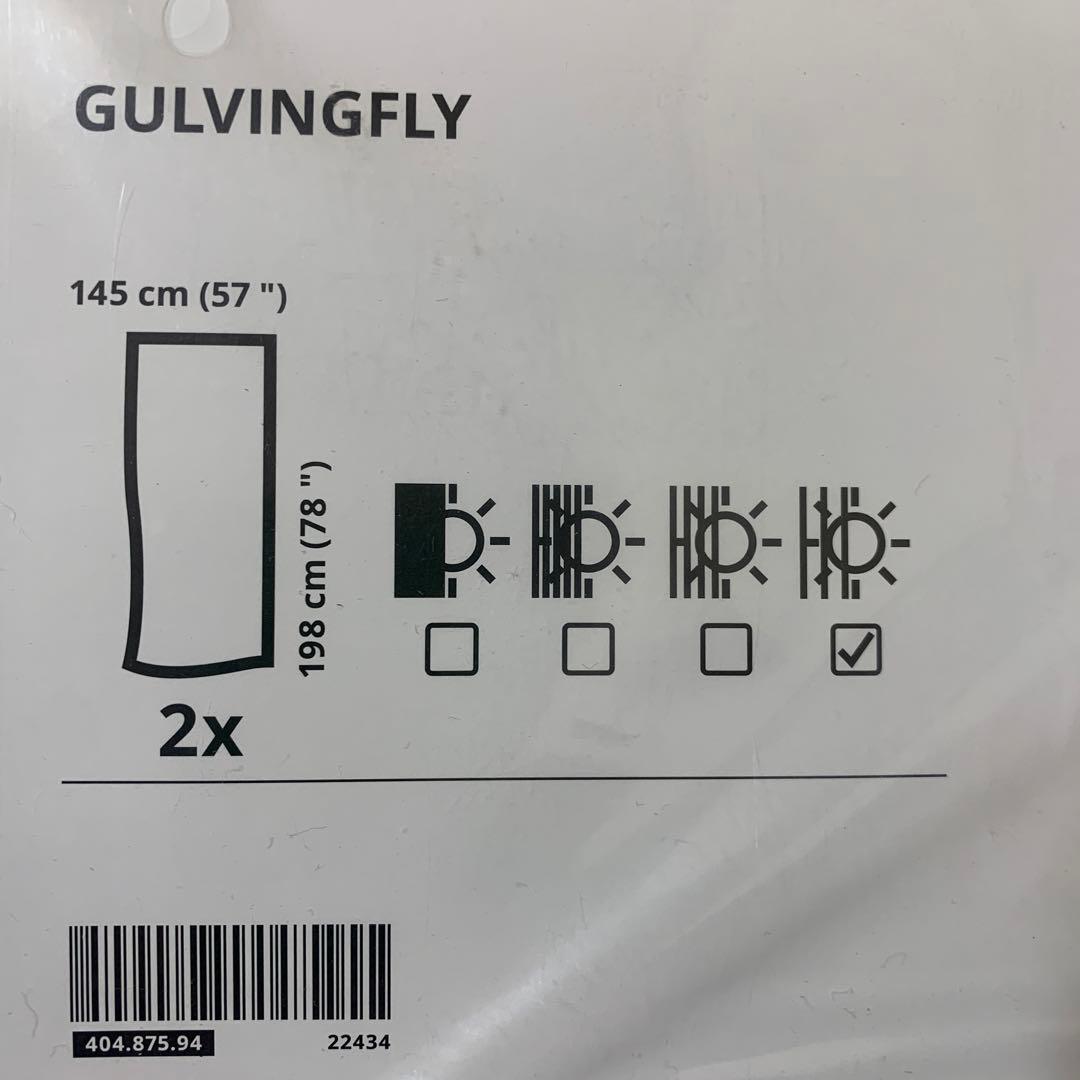 GULVINGFLY
145 cm (57 ")
198 cm (78 ")
2x
404.875.94
22434